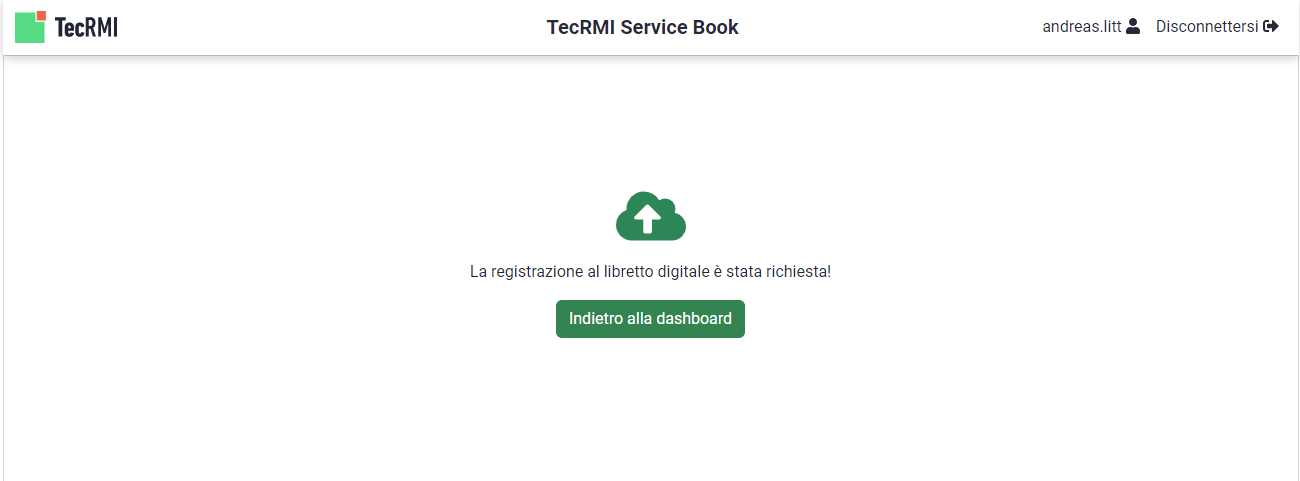 TecRMI
TecRMI Service Book
andreas.litt
Disconnettersi
La registrazione al libretto digitale è stata richiesta!
Indietro alla dashboard